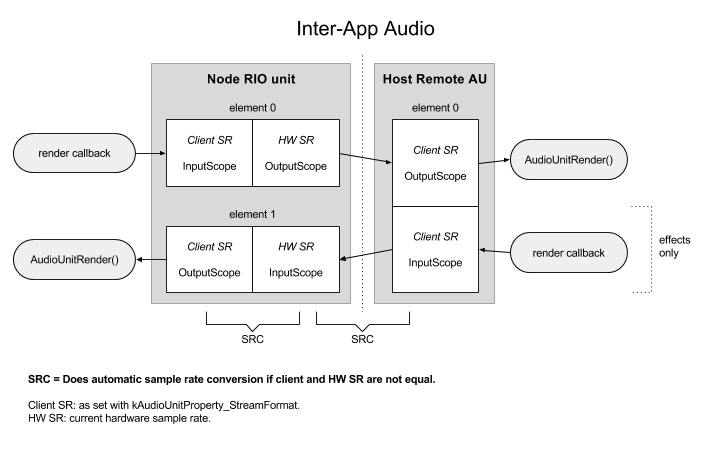 Inter-App Audio
Node RIO unit
Host Remote AU
element 0
element 0
render callback
Client SR
InputScope
HW SR
OutputScope
Client SR
OutputScope
AudioUnitRender()
element 1
AudioUnitRender()
Client SR
OutputScope
HW SR
InputScope
Client SR
InputScope
render callback
effects
only
SRC
SRC
SRC = Does automatic sample rate conversion if client and HW SR are not equal.
Client SR: as set with kAudioUnitProperty_StreamFormat.
HW SR: current hardware sample rate.